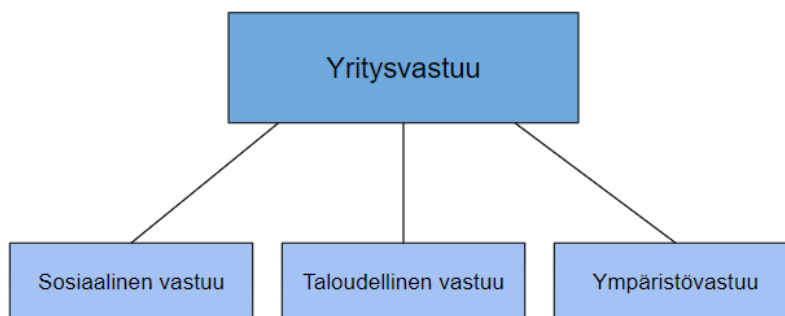 Yritysvastuu
Sosiaalinen vastuu
Taloudellinen vastuu
Ympäristövastuu